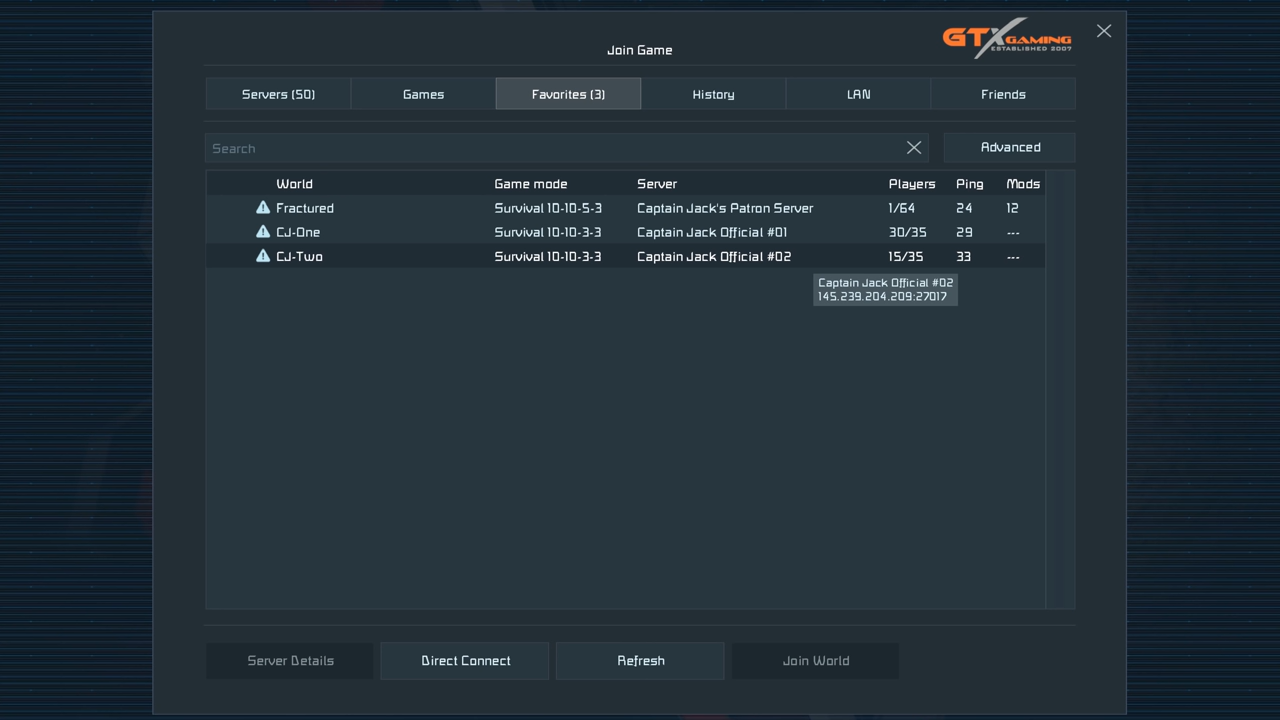 GTXGAMING
ESTABLISHED 2007
Join Game
Servers (50) Games Favorites (3) History LAN Friends
Search Advanced
World Game mode Server Players Ping Mods
Fractured Survival 10-10-5-3 Captain Jack's Patron Server 1/64 24 12
CJ-One Survival 10-10-3-3 Captain Jack Official #01 30/35 29 ---
CJ-Two Survival 10-10-3-3 Captain Jack Official #02 15/35 33 ---
Captain Jack Official #02
145.239.204.209:27017
Server Details Direct Connect Refresh Join World